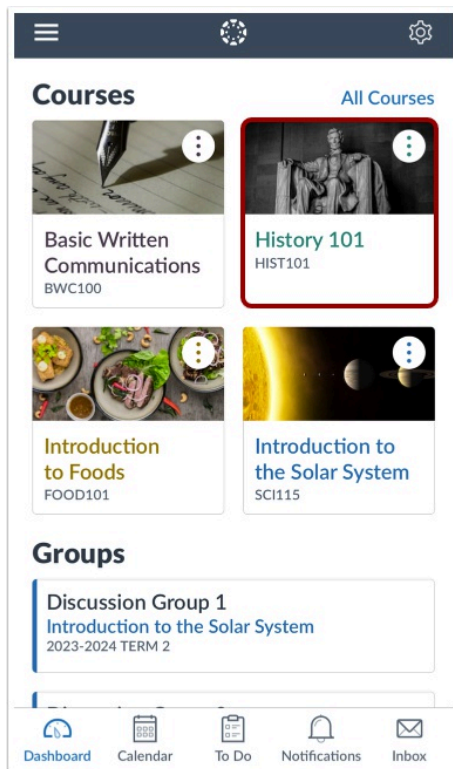 Courses
All Courses
Basic Written
Communications
BWC100
History 101
HIST101
Introduction
to Foods
FOOD101
Introduction to
the Solar System
SCI115
Groups
Discussion Group 1
Introduction to the Solar System
2023-2024 TERM 2
Dashboard
Calendar
To Do
Notifications
Inbox